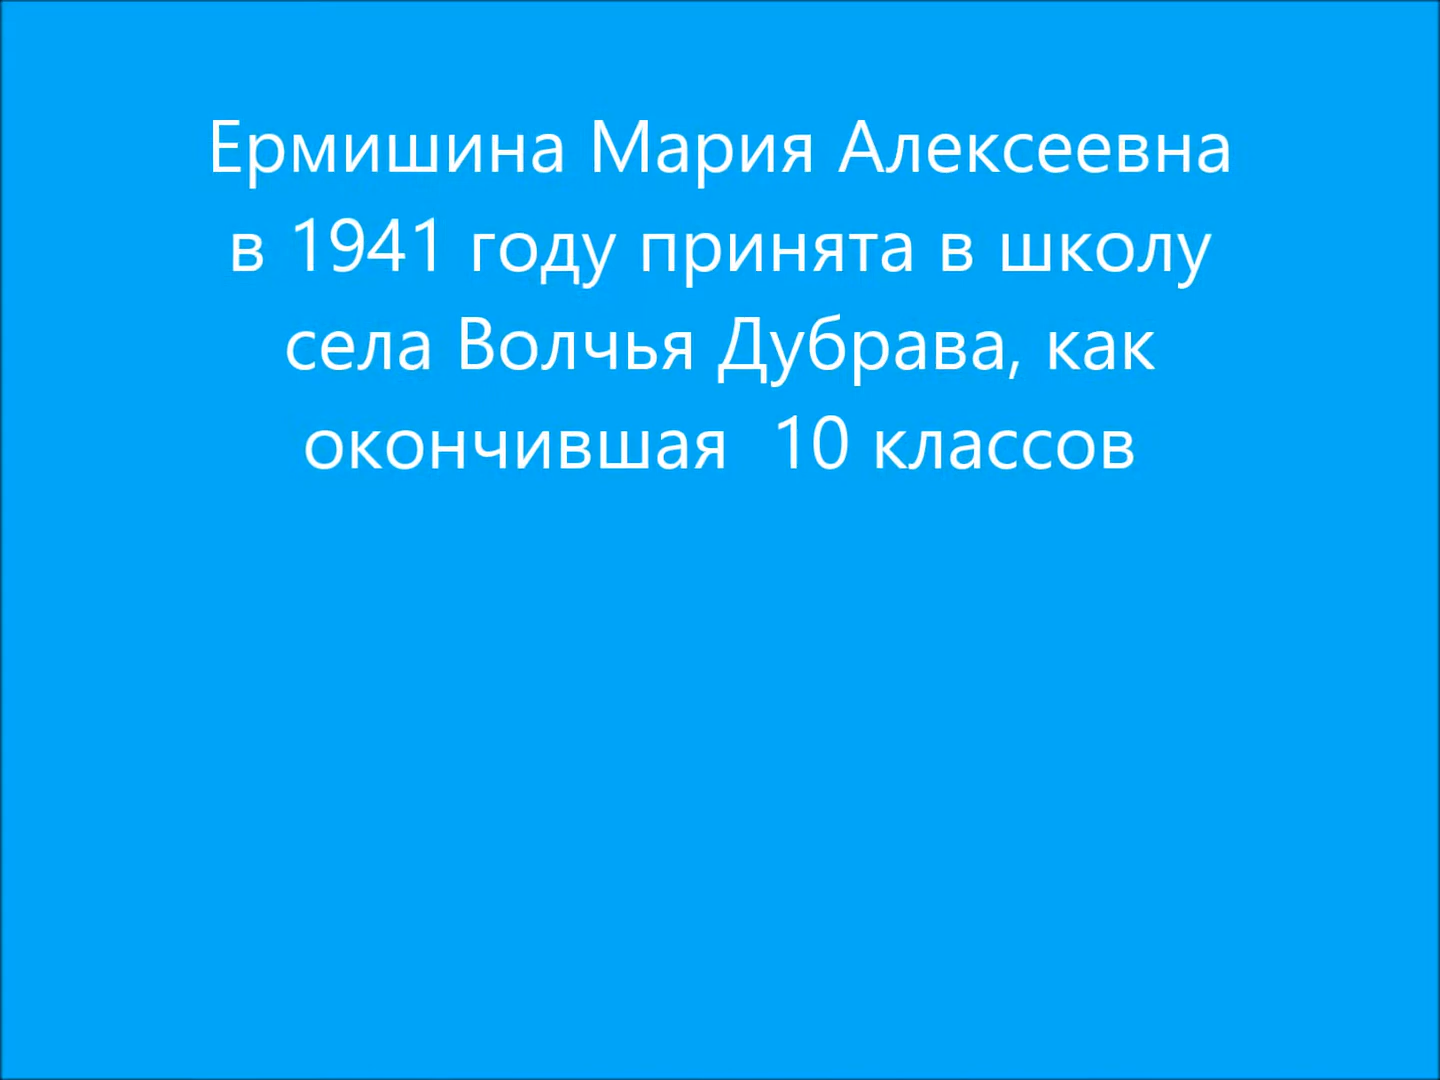 Ермишина Мария Алексеевна
в 1941 году принята в школу
села Волчья Дубрава, как
окончившая  10 классов